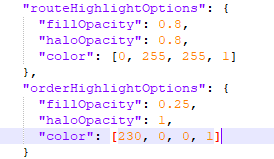 "routeHighlightOptions": {
"fillOpacity": 0.8,
"haloOpacity": 0.8,
"color": [0, 255, 255, 1]
},
"orderHighlightOptions": {
"fillOpacity": 0.25,
"haloOpacity": 1,
"color": [230, 0, 0, 1]
}